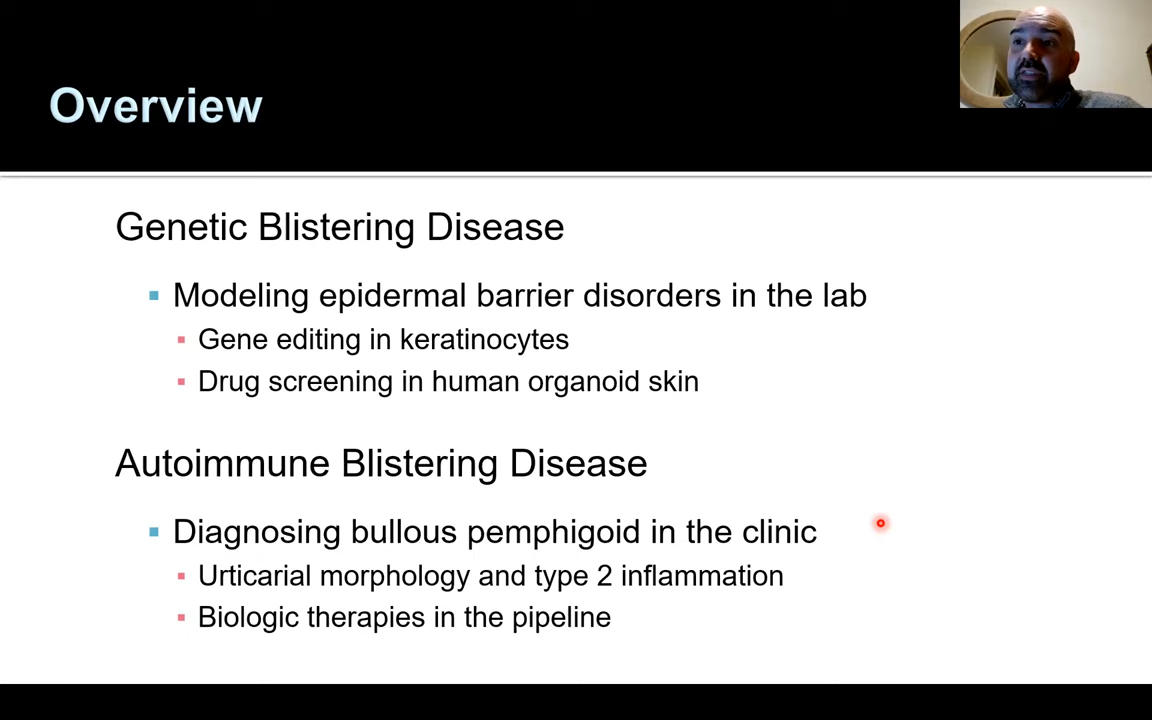 Overview
Genetic Blistering Disease
Modeling epidermal barrier disorders in the lab
Gene editing in keratinocytes
Drug screening in human organoid skin
Autoimmune Blistering Disease
Diagnosing bullous pemphigoid in the clinic
Urticarial morphology and type 2 inflammation
Biologic therapies in the pipeline